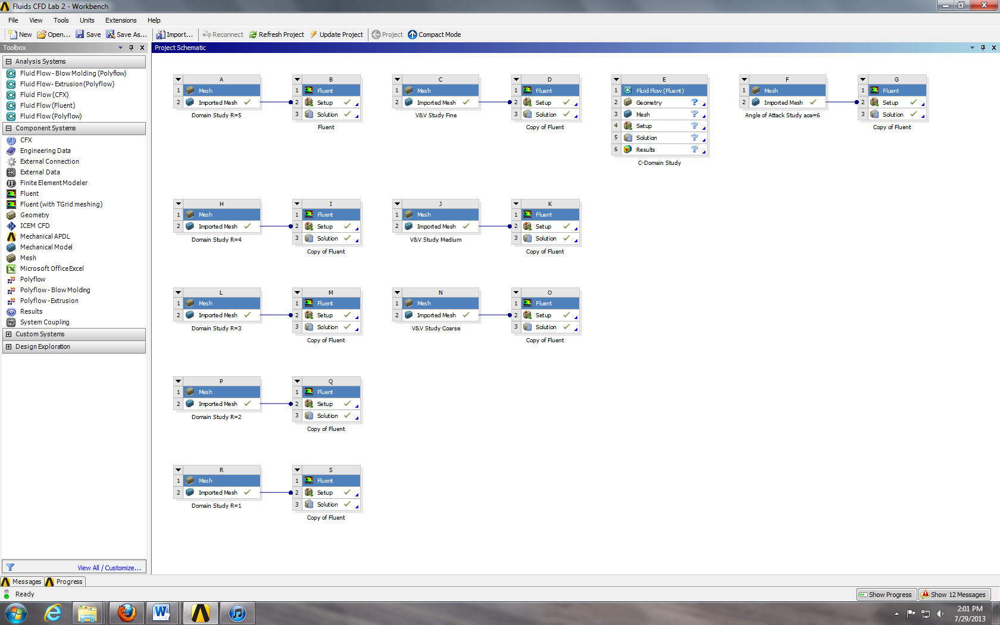 Fluids CFD Lab 2 - Workbench
File View Tools Units Extensions Help
New Open... Save Save As... Import... Reconnect Refresh Project Update Project Project Compact Mode
Toolbox
Analysis Systems
Fluid Flow - Blow Molding (Polyflow)
Fluid Flow - Extrusion (Polyflow)
Fluid Flow (CFX)
Fluid Flow (Fluent)
Fluid Flow (Polyflow)
Component Systems
CFX
Engineering Data
External Connection
External Data
Finite Element Modeler
Fluent
Fluent (with TGrid meshing)
Geometry
ICEM CFD
Mechanical APDL
Mechanical Model
Mesh
Microsoft Office Excel
Polyflow
Polyflow - Blow Molding
Polyflow - Extrusion
Results
System Coupling
Custom Systems
Design Exploration
View All / Customize...
Project Schematic
A
1 Mesh
2 Imported Mesh
Domain Study R=5
B
1 Fluent
2 Setup
3 Solution
Fluent
C
1 Mesh
2 Imported Mesh
V&V Study Fine
D
1 Fluent
2 Setup
3 Solution
Copy of Fluent
E
1 Fluid Flow (Fluent)
2 Geometry ?
3 Mesh ?
4 Setup ?
5 Solution ?
6 Results ?
C-Domain Study
F
1 Mesh
2 Imported Mesh
Angle of Attack Study aoa=6
G
1 Fluent
2 Setup
3 Solution
Copy of Fluent
H
1 Mesh
2 Imported Mesh
Domain Study R=4
I
1 Fluent
2 Setup
3 Solution
Copy of Fluent
J
1 Mesh
2 Imported Mesh
V&V Study Medium
K
1 Fluent
2 Setup
3 Solution
Copy of Fluent
L
1 Mesh
2 Imported Mesh
Domain Study R=3
M
1 Fluent
2 Setup
3 Solution
Copy of Fluent
N
1 Mesh
2 Imported Mesh
V&V Study Coarse
O
1 Fluent
2 Setup
3 Solution
Copy of Fluent
P
1 Mesh
2 Imported Mesh
Domain Study R=2
Q
1 Fluent
2 Setup
3 Solution
Copy of Fluent
R
1 Mesh
2 Imported Mesh
Domain Study R=1
S
1 Fluent
2 Setup
3 Solution
Copy of Fluent
Messages Progress
Ready
Show Progress Show 12 Messages
2:01 PM
7/29/2013